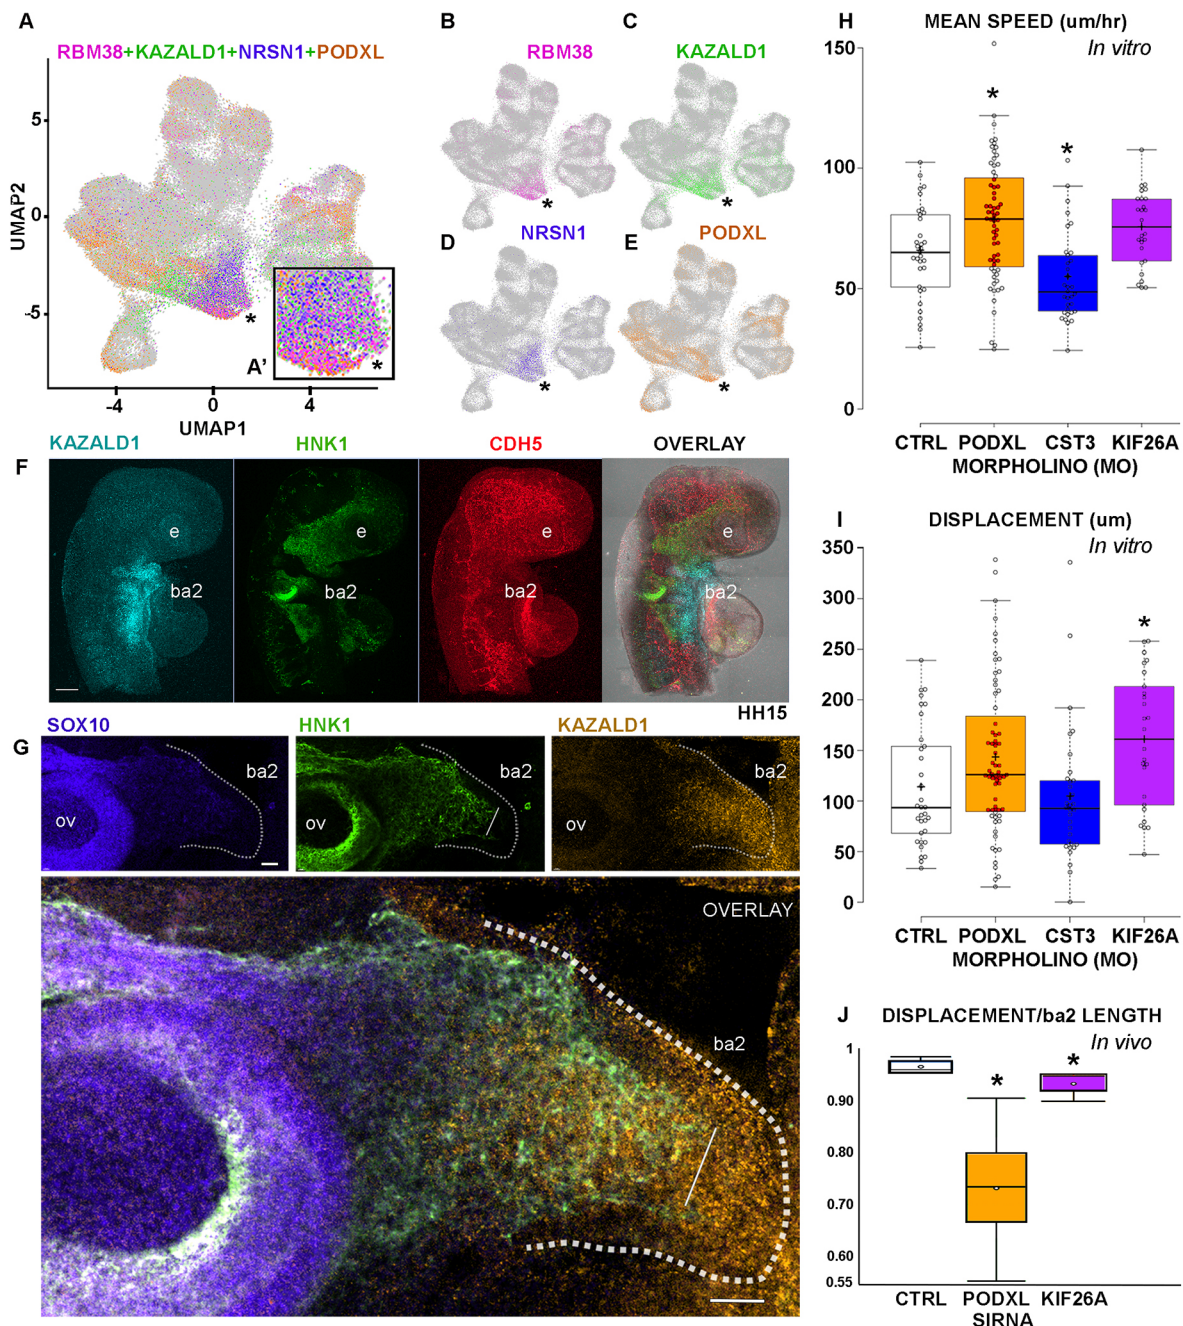 A
RBM38+KAZALD1+NRSN1+PODXL
UMAP2
5
0
-5
-4
0
4
UMAP1
*
A'
*
B
RBM38
*
C
KAZALD1
*
D
NRSN1
*
E
PODXL
*
F
KAZALD1
HNK1
CDH5
OVERLAY
e
ba2
e
ba2
e
ba2
e
ba2
HH15
G
SOX10
HNK1
KAZALD1
ba2
ov
ba2
ov
ba2
ov
OVERLAY
ba2
H
MEAN SPEED (um/hr)
In vitro
150
100
50
0
*
*
CTRL PODXL CST3 KIF26A
MORPHOLINO (MO)
I
DISPLACEMENT (um)
In vitro
350
300
250
200
150
100
50
0
*
CTRL PODXL CST3 KIF26A
MORPHOLINO (MO)
J
DISPLACEMENT/ba2 LENGTH
In vivo
1
0.90
0.80
0.70
0.60
0.55
*
*
CTRL PODXL KIF26A
SIRNA